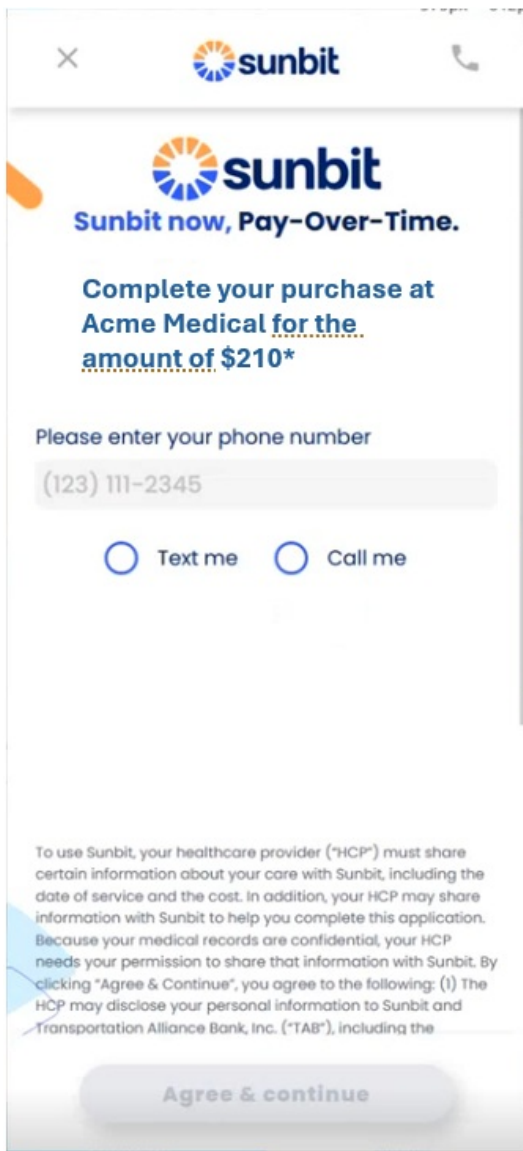 sunbit
sunbit
Sunbit now, Pay-Over-Time.
Complete your purchase at
Acme Medical for the
amount of $210*
Please enter your phone number
(123) 111-2345
Text me
Call me
To use Sunbit, your healthcare provider ("HCP") must share
certain information about your care with Sunbit, including the
date of service and the cost. In addition, your HCP may share
information with Sunbit to help you complete this application.
Because your medical records are confidential, your HCP
needs your permission to share that information with Sunbit. By
clicking "Agree & Continue", you agree to the following: (1) The
HCP may disclose your personal information to Sunbit and
Transportation Alliance Bank, Inc. ("TAB"), including the
Agree & continue